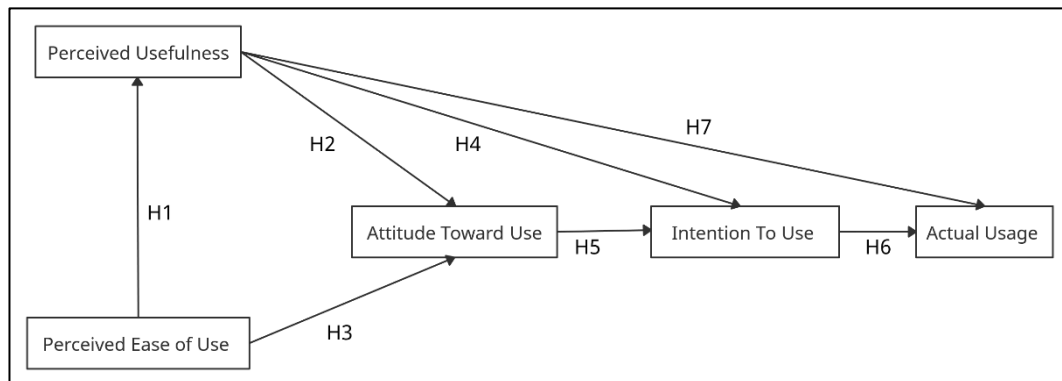 Perceived Usefulness
H7
H2
H4
H1
Attitude Toward Use
Intention To Use
Actual Usage
H5
H6
H3
Perceived Ease of Use